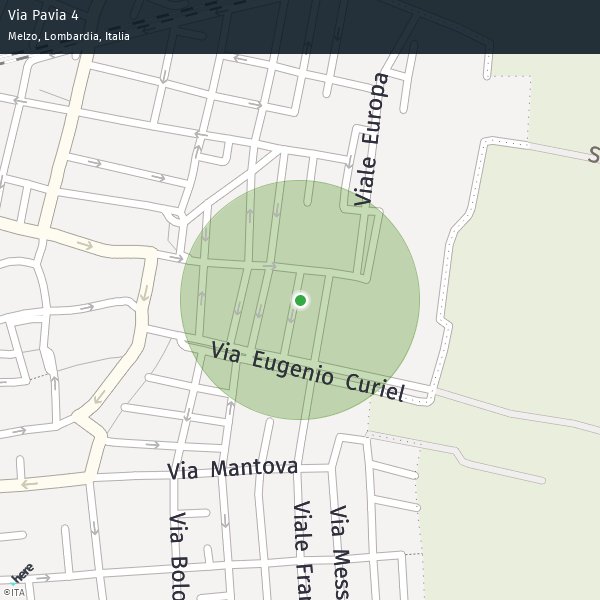 Via Pavia 4
Melzo, Lombardia, Italia
Viale Europa
S
Via Eugenio Curiel
Via Mantova
Via Bolo
Viale Fran
Via Mess
here
©ITA